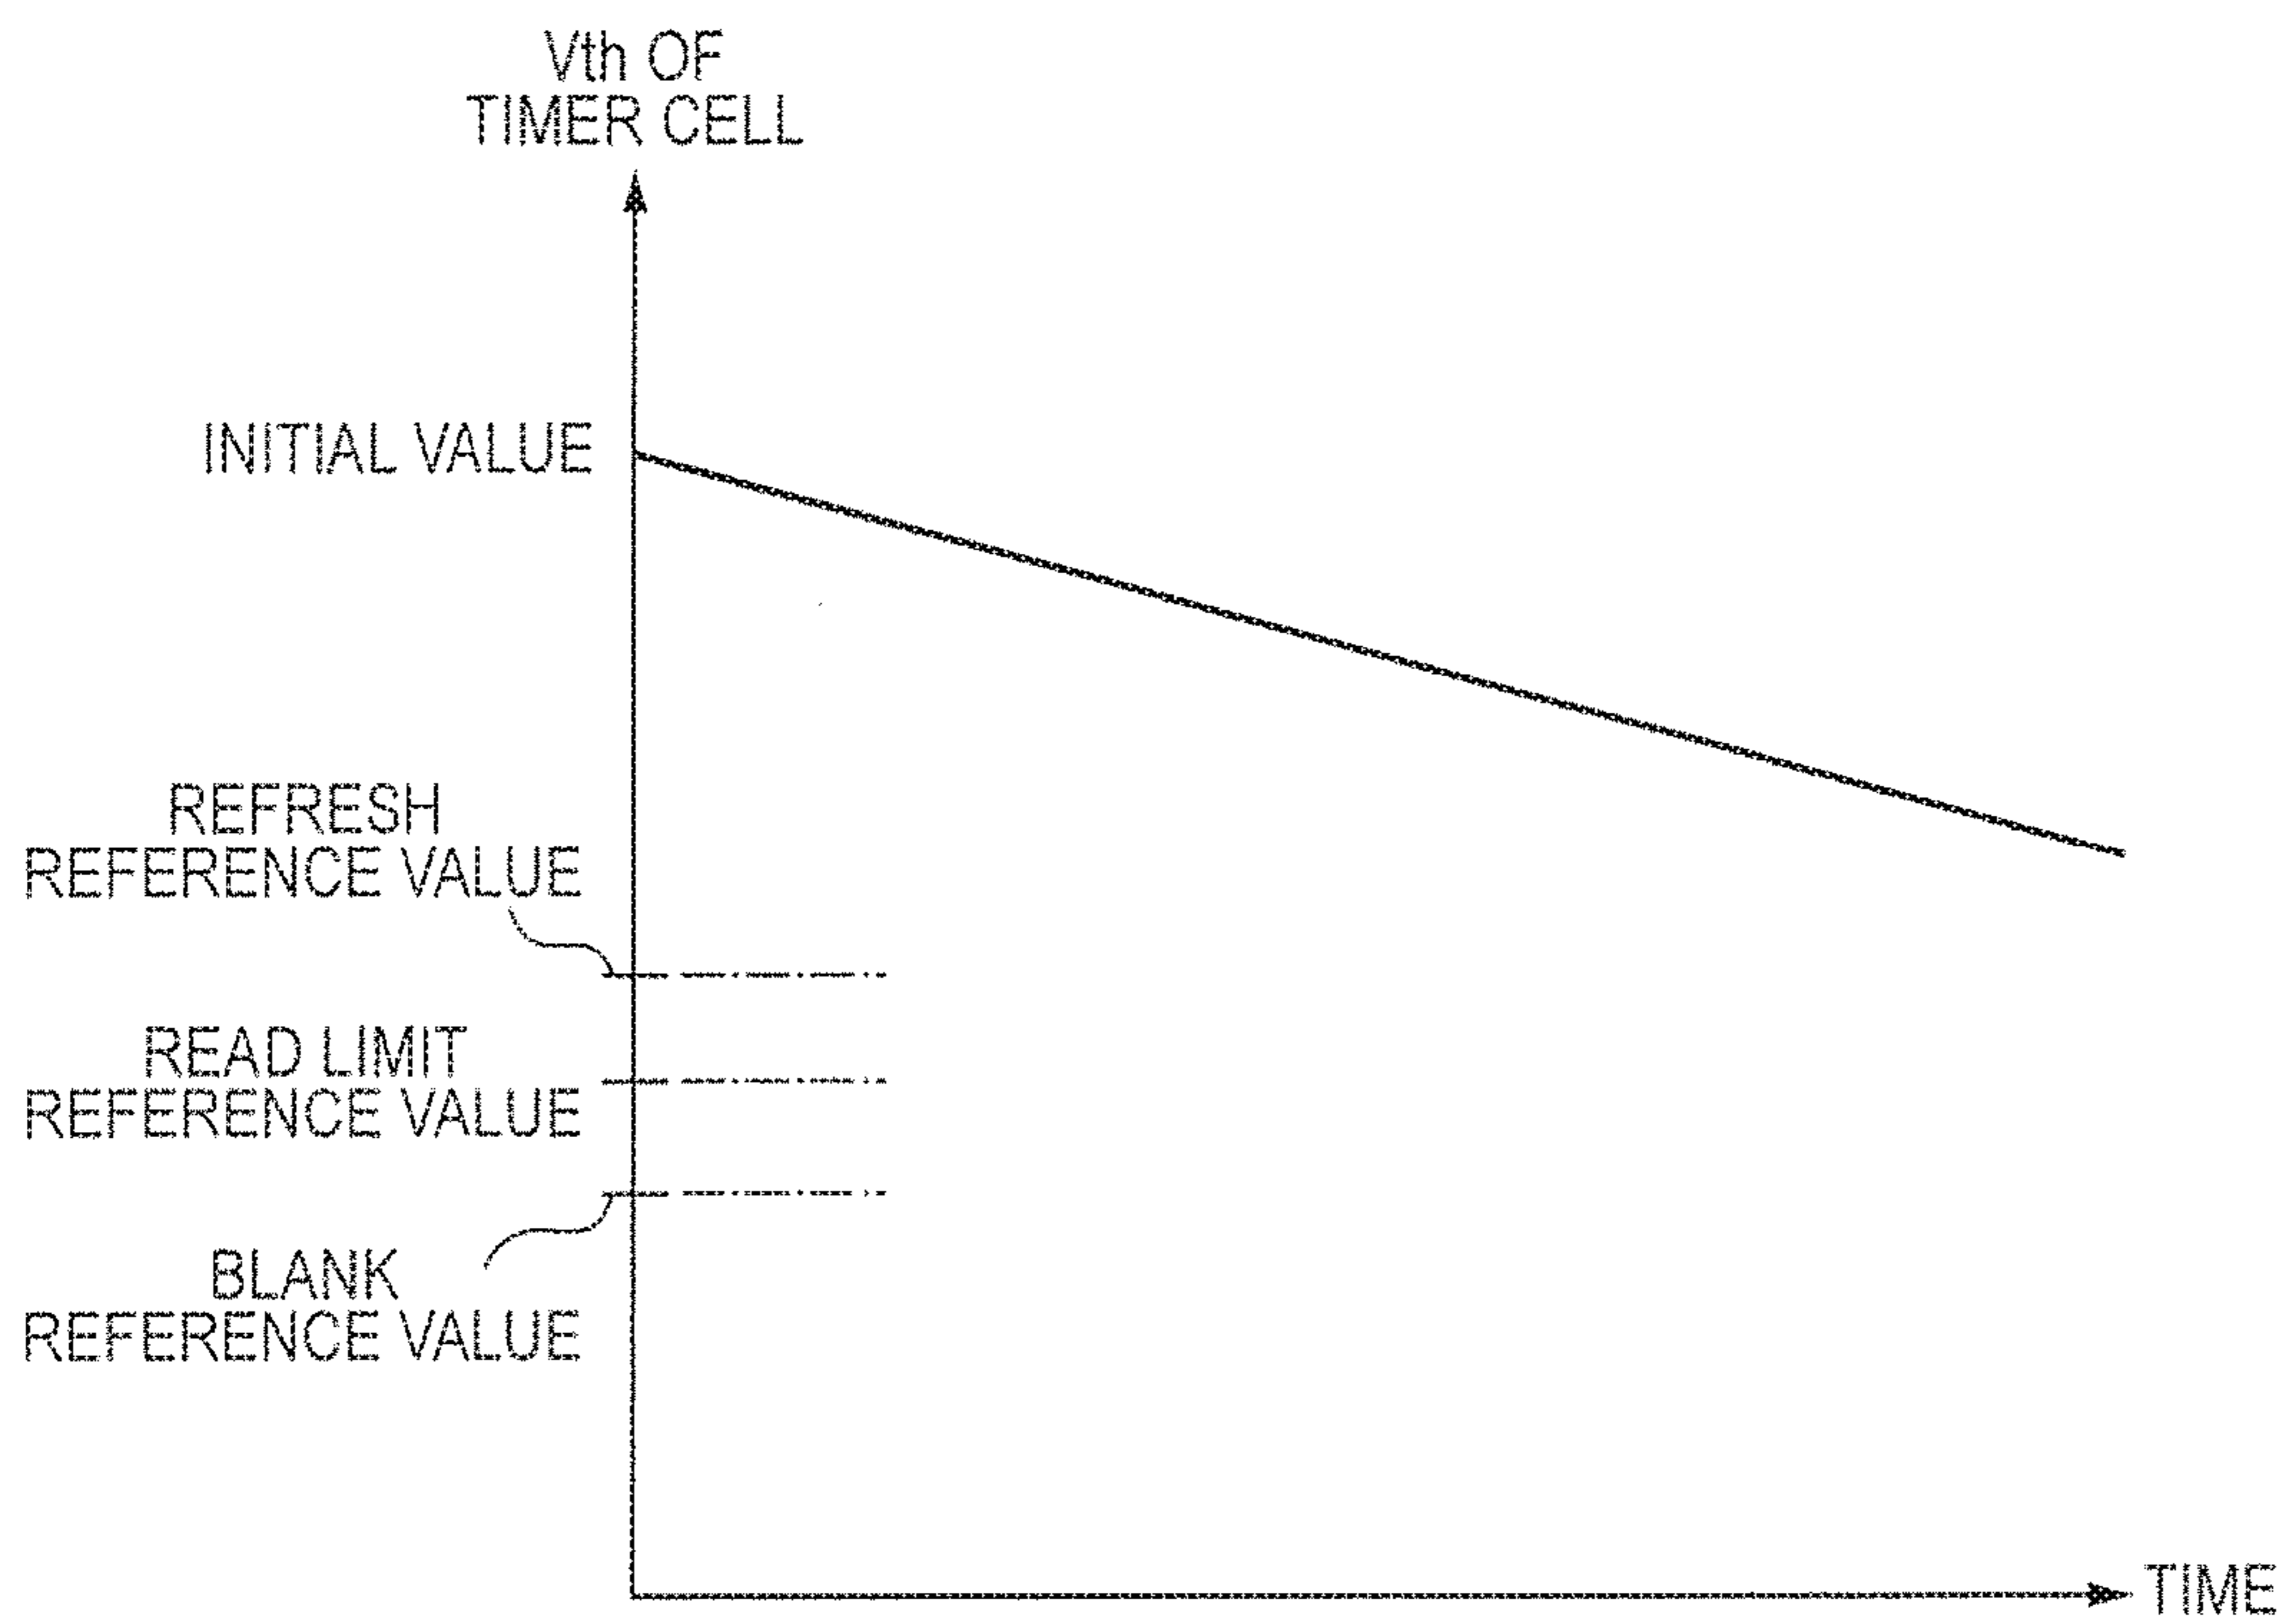 Vth OF
TIMER CELL
INITIAL VALUE
REFRESH
REFERENCE VALUE
READ LIMIT
REFERENCE VALUE
BLANK
REFERENCE VALUE
TIME